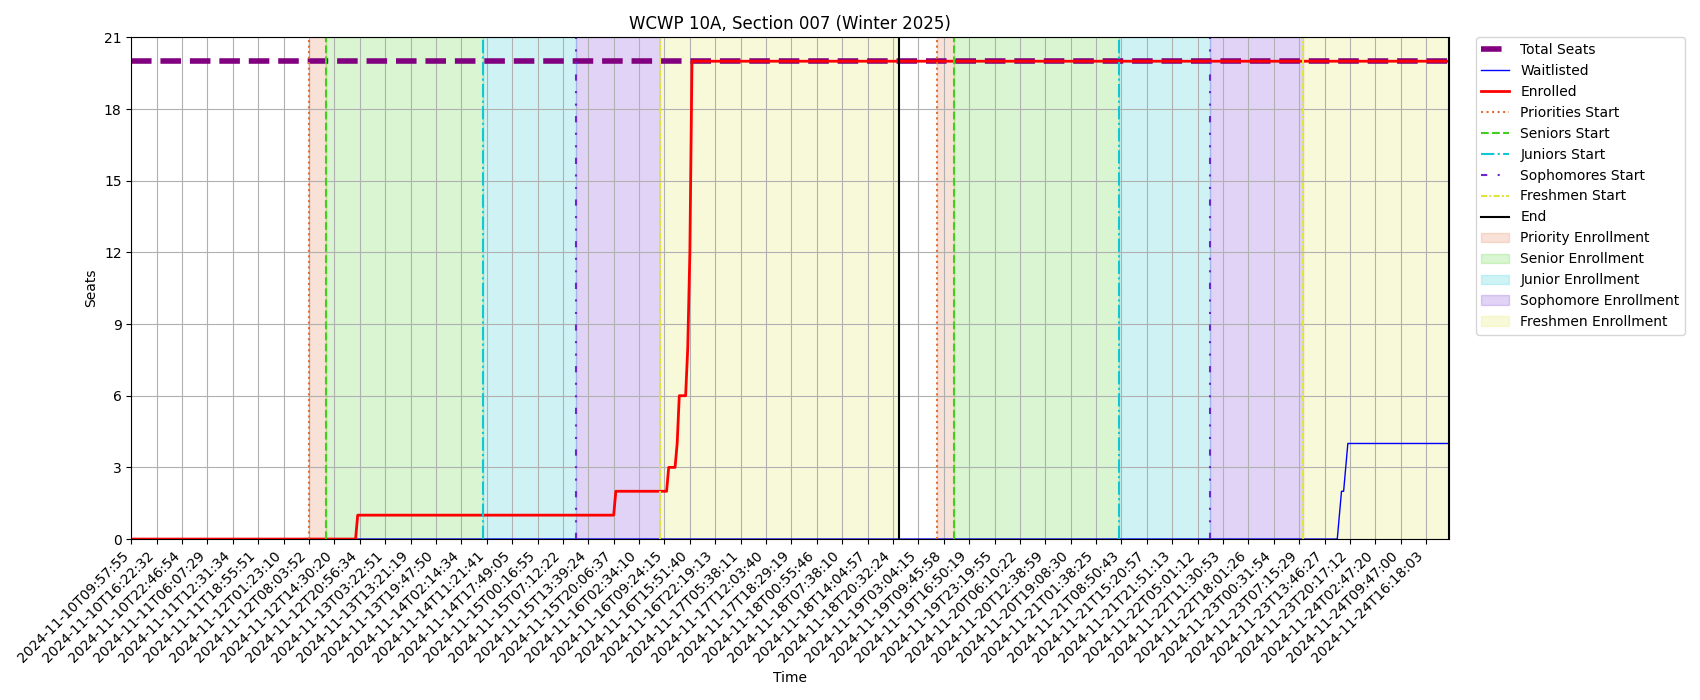 WCWP 10A, Section 007 (Winter 2025)
21
18
15
12
9
6
3
0
Seats
2024-11-10T09:57:55
2024-11-10T16:22:32
2024-11-10T22:46:54
2024-11-11T06:07:29
2024-11-11T12:31:34
2024-11-11T18:55:51
2024-11-12T01:23:10
2024-11-12T08:03:52
2024-11-12T14:30:20
2024-11-12T20:56:34
2024-11-13T03:22:51
2024-11-13T13:21:19
2024-11-13T19:47:50
2024-11-14T02:14:34
2024-11-14T11:21:41
2024-11-14T17:49:05
2024-11-15T00:16:55
2024-11-15T07:12:22
2024-11-15T13:39:24
2024-11-15T20:06:37
2024-11-16T02:34:10
2024-11-16T09:24:15
2024-11-16T15:51:40
2024-11-16T22:19:13
2024-11-17T05:38:11
2024-11-17T12:03:40
2024-11-17T18:29:19
2024-11-18T00:55:46
2024-11-18T07:38:10
2024-11-18T14:04:57
2024-11-18T20:32:24
2024-11-19T03:04:15
2024-11-19T09:45:58
2024-11-19T16:50:19
2024-11-19T23:19:55
2024-11-20T06:10:22
2024-11-20T12:38:59
2024-11-20T19:08:30
2024-11-21T01:38:25
2024-11-21T08:50:43
2024-11-21T15:20:57
2024-11-21T21:51:13
2024-11-22T05:01:12
2024-11-22T11:30:53
2024-11-22T18:01:26
2024-11-23T00:31:54
2024-11-23T07:15:29
2024-11-23T13:46:27
2024-11-23T20:17:12
2024-11-24T02:47:20
2024-11-24T09:47:00
2024-11-24T16:18:03
Time
Total Seats
Waitlisted
Enrolled
Priorities Start
Seniors Start
Juniors Start
Sophomores Start
Freshmen Start
End
Priority Enrollment
Senior Enrollment
Junior Enrollment
Sophomore Enrollment
Freshmen Enrollment